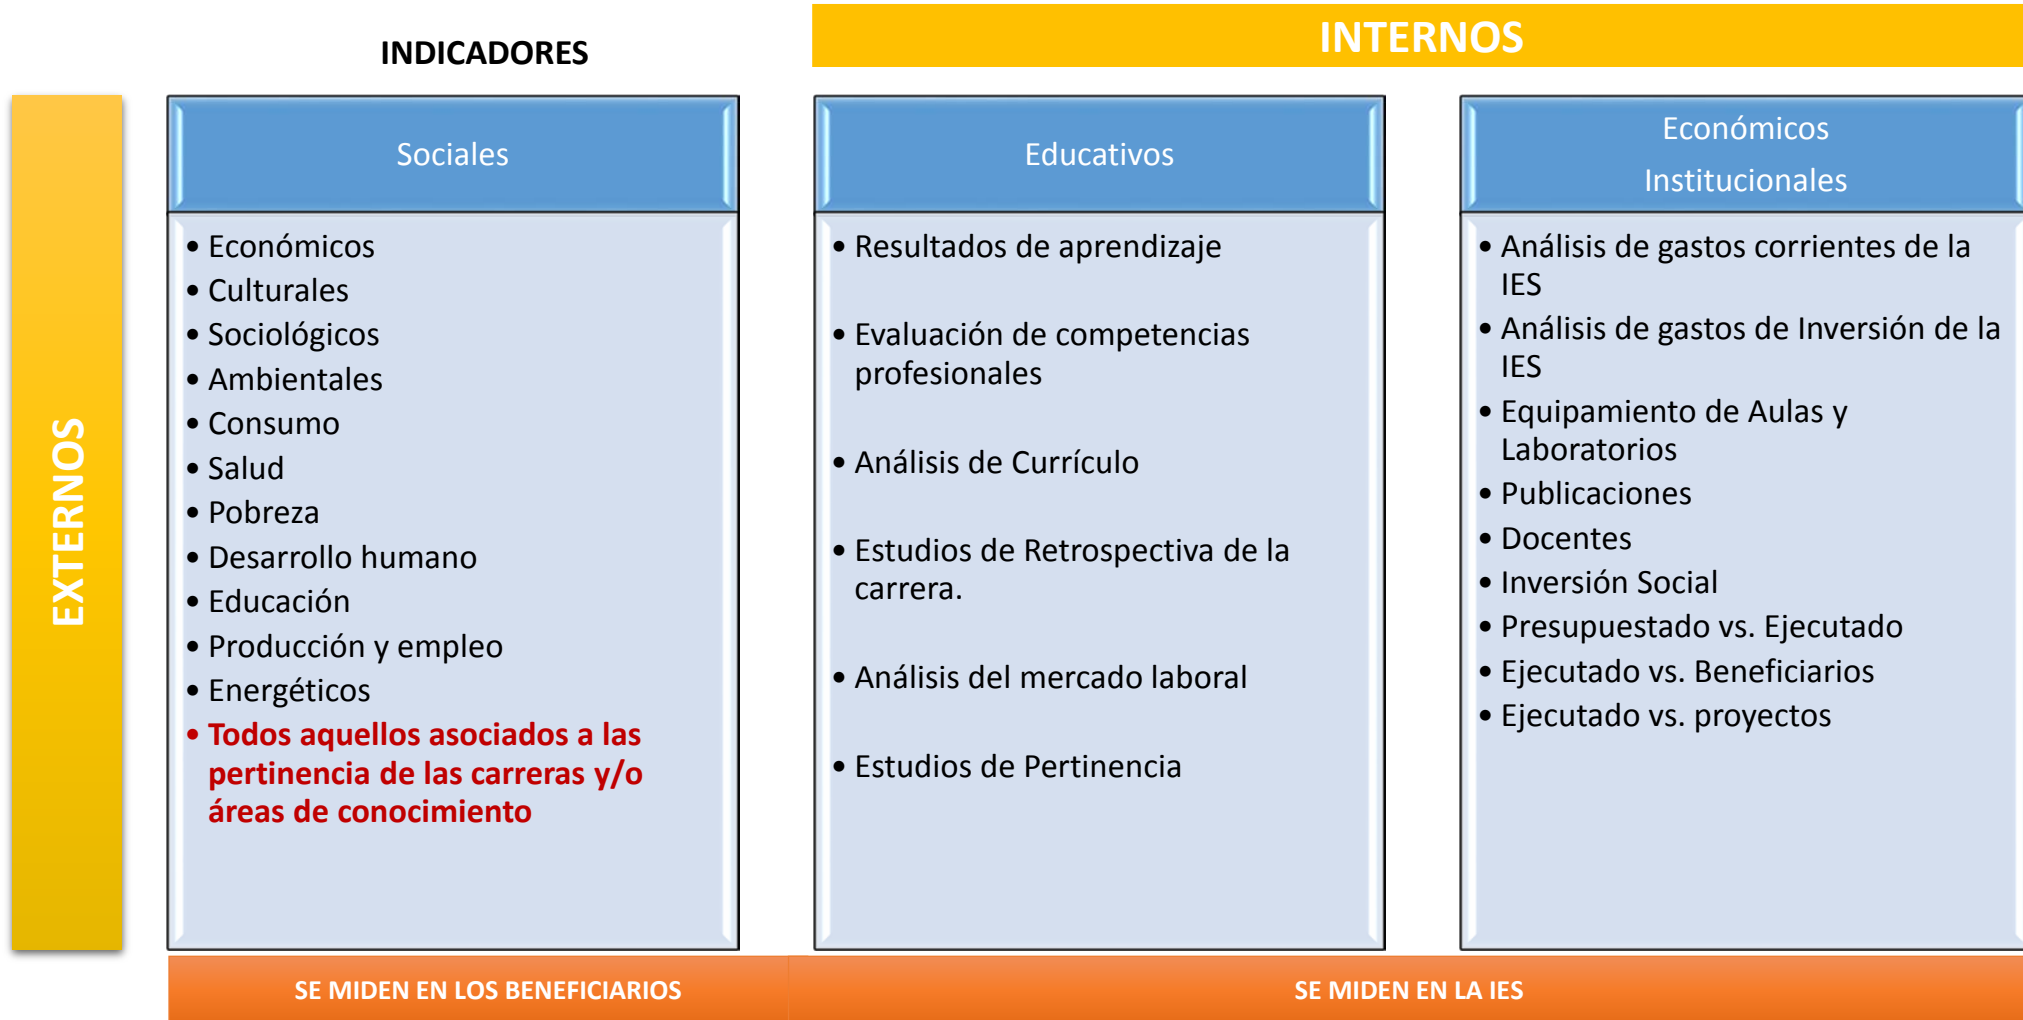 INDICADORES
INTERNOS
EXTERNOS
Sociales
• Económicos
• Culturales
• Sociológicos
• Ambientales
• Consumo
• Salud
• Pobreza
• Desarrollo humano
• Educación
• Producción y empleo
• Energéticos
• Todos aquellos asociados a las
pertinencia de las carreras y/o
áreas de conocimiento
Educativos
• Resultados de aprendizaje
• Evaluación de competencias
profesionales
• Análisis de Currículo
• Estudios de Retrospectiva de la
carrera.
• Análisis del mercado laboral
• Estudios de Pertinencia
Económicos
Institucionales
• Análisis de gastos corrientes de la
IES
• Análisis de gastos de Inversión de la
IES
• Equipamiento de Aulas y
Laboratorios
• Publicaciones
• Docentes
• Inversión Social
• Presupuestado vs. Ejecutado
• Ejecutado vs. Beneficiarios
• Ejecutado vs. proyectos
SE MIDEN EN LOS BENEFICIARIOS
SE MIDEN EN LA IES